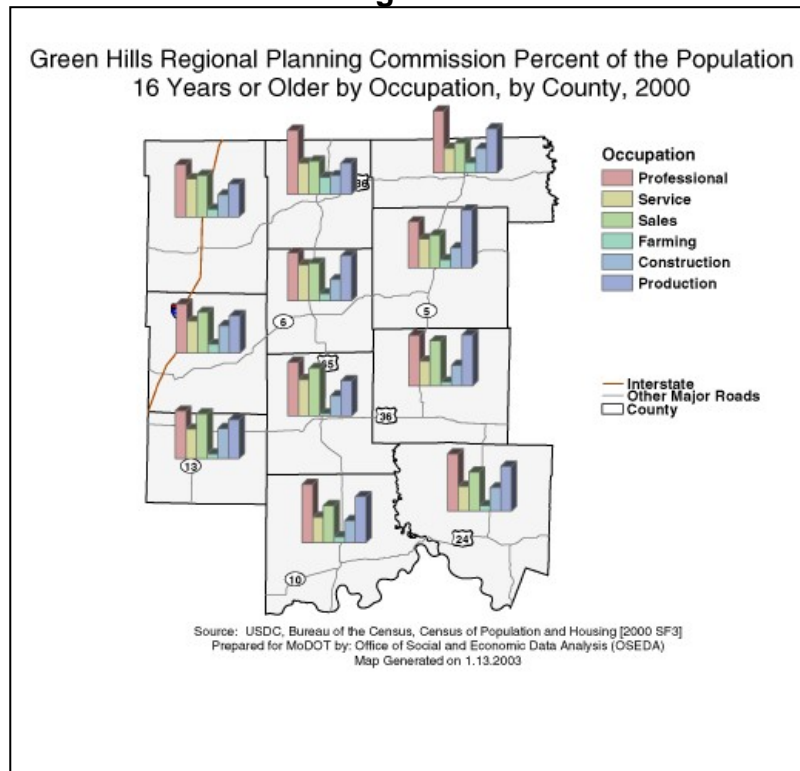 Green Hills Regional Planning Commission Percent of the Population
16 Years or Older by Occupation, by County, 2000
Occupation
Professional
Service
Sales
Farming
Construction
Production
36
6
5
65
36
13
24
10
Interstate
Other Major Roads
County
Source: USDC, Bureau of the Census, Census of Population and Housing [2000 SF3]
Prepared for MoDOT by: Office of Social and Economic Data Analysis (OSEDA)
Map Generated on 1.13.2003